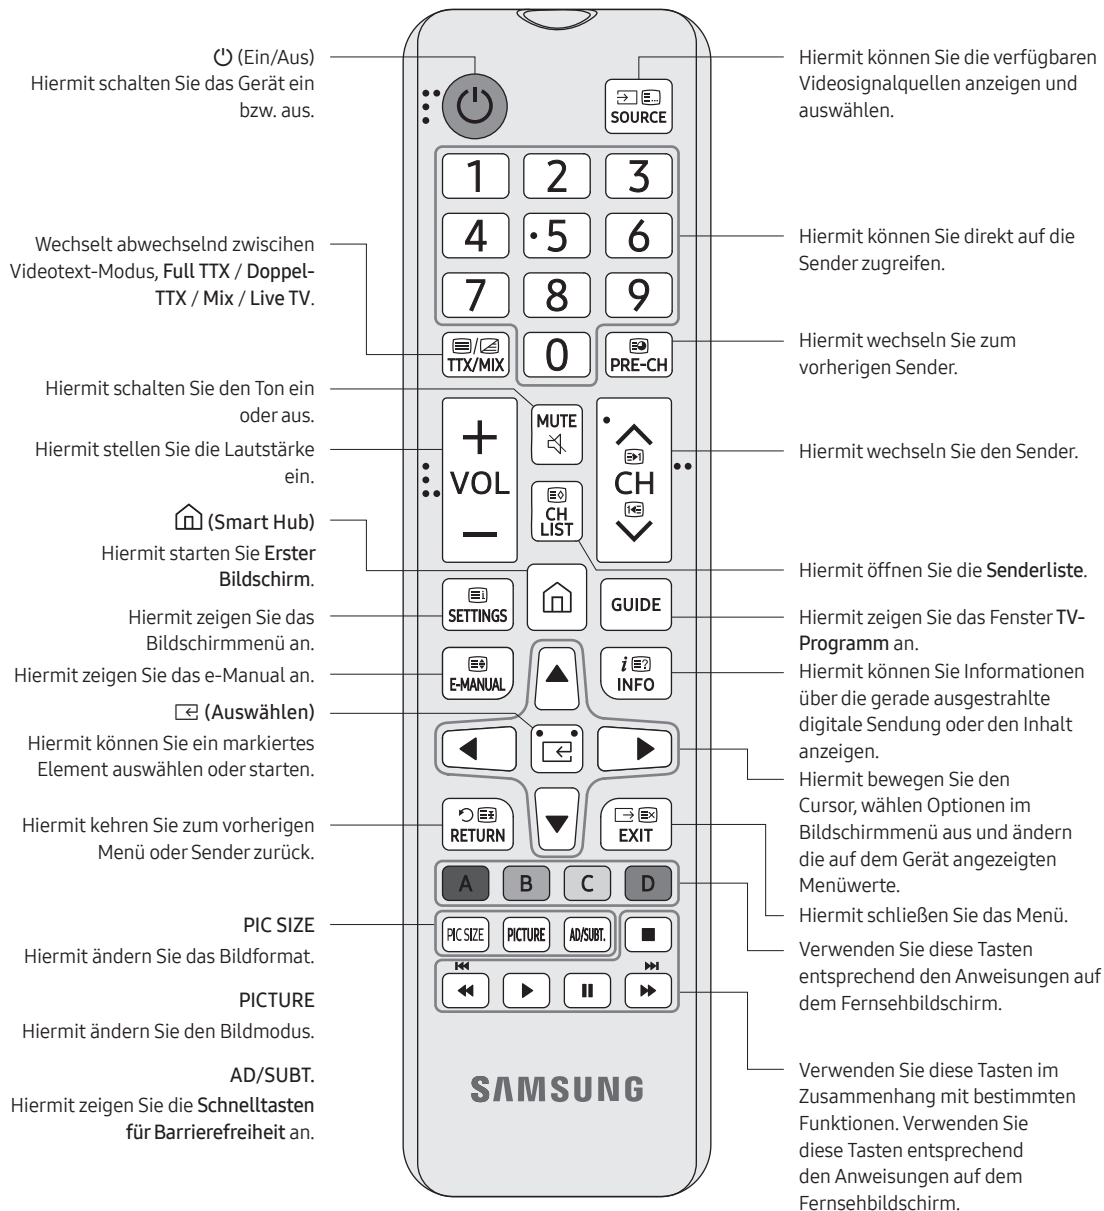 (Ein/Aus)
Hiermit schalten Sie das Gerät ein
bzw. aus.
Wechselt abwechselnd zwiscihen
Videotext-Modus, Full TTX / Doppel-
TTX / Mix / Live TV.
Hiermit schalten Sie den Ton ein
oder aus.
Hiermit stellen Sie die Lautstärke
ein.
(Smart Hub)
Hiermit starten Sie Erster
Bildschirm.
Hiermit zeigen Sie das
Bildschirmmenü an.
Hiermit zeigen Sie das e-Manual an.
(Auswählen)
Hiermit können Sie ein markiertes
Element auswählen oder starten.
Hiermit kehren Sie zum vorherigen
Menü oder Sender zurück.
PIC SIZE
Hiermit ändern Sie das Bildformat.
PICTURE
Hiermit ändern Sie den Bildmodus.
AD/SUBT.
Hiermit zeigen Sie die Schnelltasten
für Barrierefreiheit an.
SOURCE
1 2 3
4 5 6
7 8 9
TTX/MIX 0 PRE-CH
MUTE
+
VOL
–
CH
CH
LIST
SETTINGS
GUIDE
E-MANUAL
i ?
INFO
RETURN
EXIT
A B C D
PIC SIZE PICTURE AD/SUBT.
SAMSUNG
Hiermit können Sie die verfügbaren
Videosignalquellen anzeigen und
auswählen.
Hiermit können Sie direkt auf die
Sender zugreifen.
Hiermit wechseln Sie zum
vorherigen Sender.
Hiermit wechseln Sie den Sender.
Hiermit öffnen Sie die Senderliste.
Hiermit zeigen Sie das Fenster TV-
Programm an.
Hiermit können Sie Informationen
über die gerade ausgestrahlte
digitale Sendung oder den Inhalt
anzeigen.
Hiermit bewegen Sie den
Cursor, wählen Optionen im
Bildschirmmenü aus und ändern
die auf dem Gerät angezeigten
Menüwerte.
Hiermit schließen Sie das Menü.
Verwenden Sie diese Tasten
entsprechend den Anweisungen auf
dem Fernsehbildschirm.
Verwenden Sie diese Tasten im
Zusammenhang mit bestimmten
Funktionen. Verwenden Sie
diese Tasten entsprechend
den Anweisungen auf dem
Fernsehbildschirm.